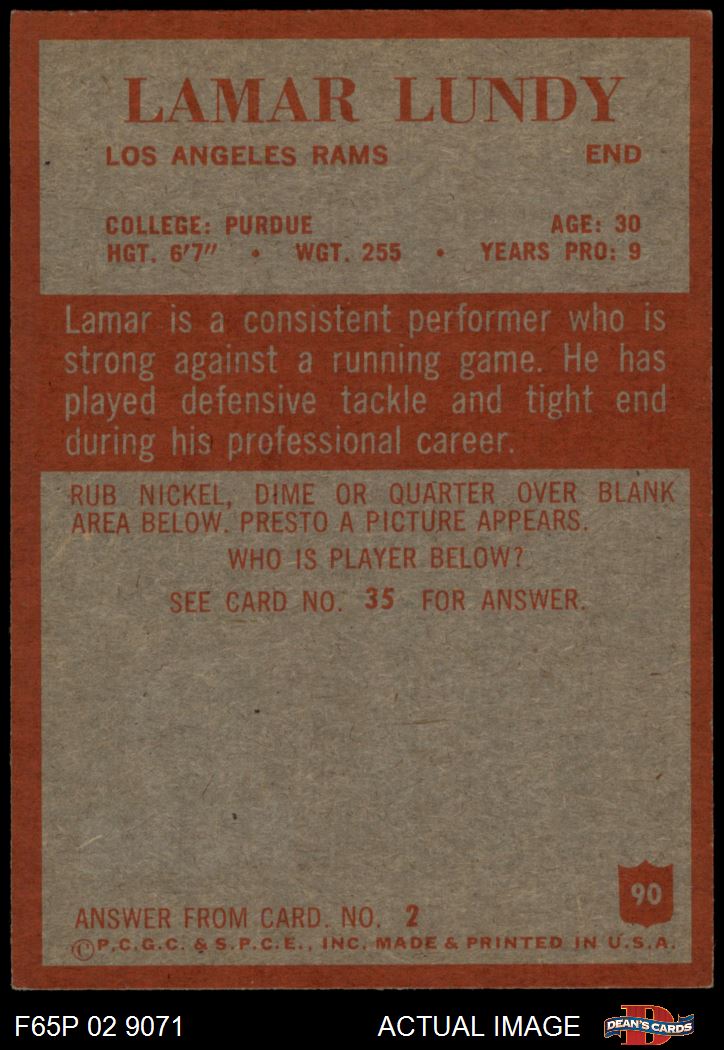 LAMAR LUNDY
LOS ANGELES RAMS END
COLLEGE: PURDUE AGE: 30
HGT. 6'7" • WGT. 255 • YEARS PRO: 9
Lamar is a consistent performer who is
strong against a running game. He has
played defensive tackle and tight end
during his professional career.
RUB NICKEL, DIME OR QUARTER OVER BLANK
AREA BELOW. PRESTO A PICTURE APPEARS.
WHO IS PLAYER BELOW?
SEE CARD NO. 35 FOR ANSWER.
90
ANSWER FROM CARD. NO. 2
©P.C.G.C. & S.P.C.E., INC. MADE & PRINTED IN U.S.A.
F65P 02 9071 ACTUAL IMAGE D DEAN'S CARDS